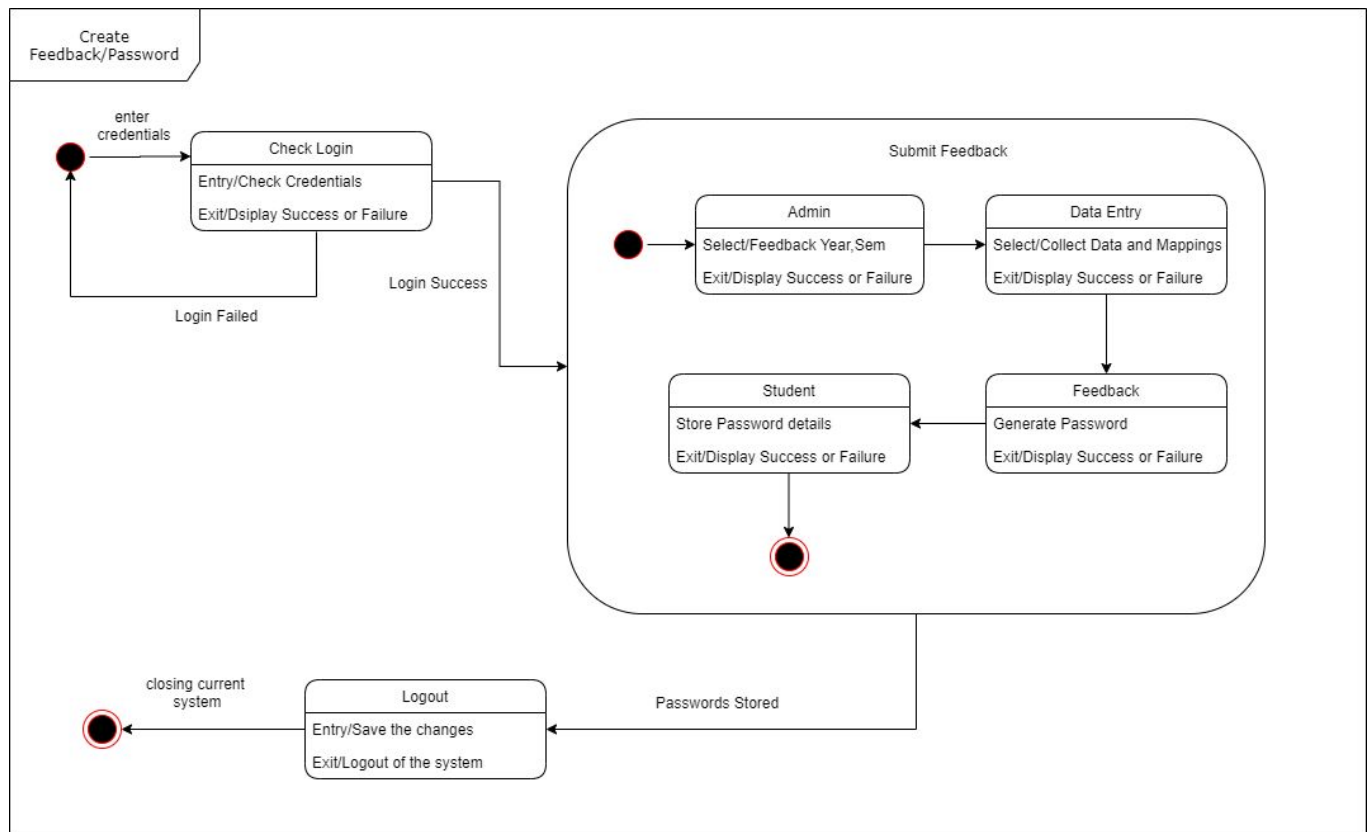 Create
Feedback/Password
enter
credentials
Check Login
Entry/Check Credentials
Exit/Dsiplay Success or Failure
Login Failed
Login Success
Submit Feedback
Admin
Select/Feedback Year,Sem
Exit/Display Success or Failure
Data Entry
Select/Collect Data and Mappings
Exit/Display Success or Failure
Student
Store Password details
Exit/Display Success or Failure
Feedback
Generate Password
Exit/Display Success or Failure
closing current
system
Logout
Entry/Save the changes
Exit/Logout of the system
Passwords Stored